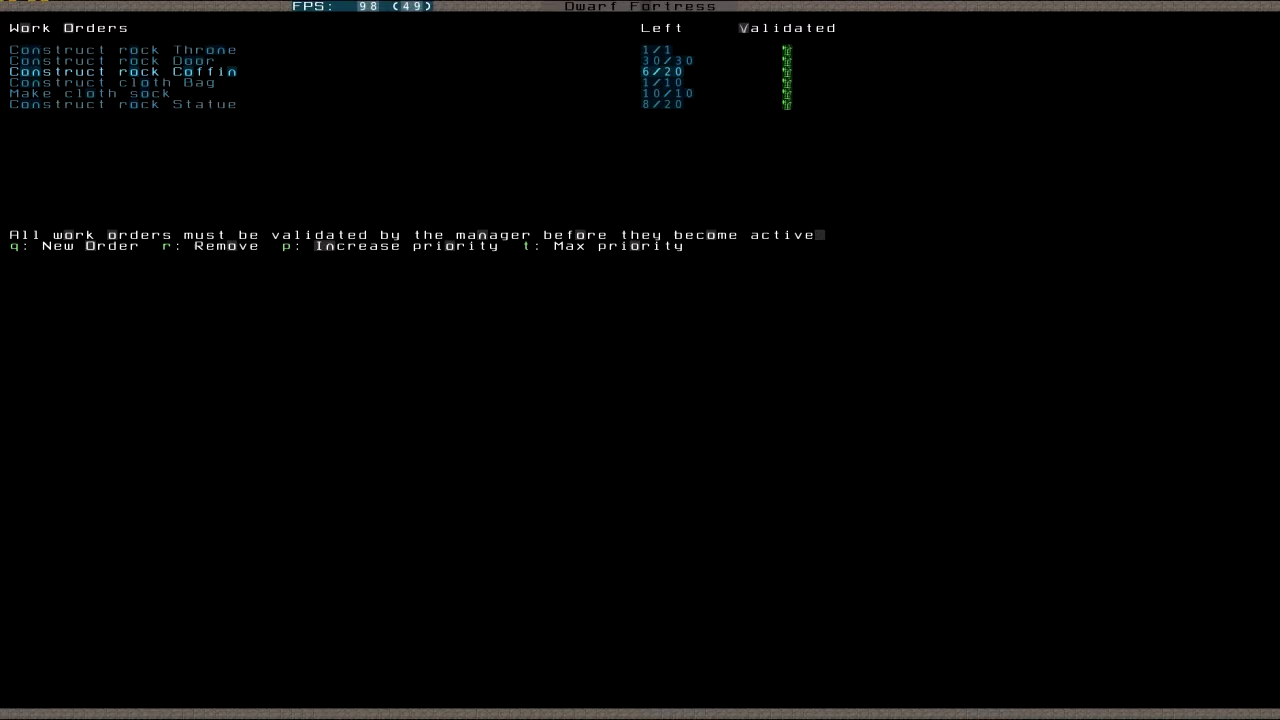 FPS: 98 (49) Dwarf Fortress
Work Orders Left Validated
Construct rock Throne 1/1
Construct rock Door 30/30
Construct rock Coffin 6/20
Construct cloth Bag 1/10
Make cloth sock 10/10
Construct rock Statue 8/20
All work orders must be validated by the manager before they become active
q: New Order r: Remove p: Increase priority t: Max priority